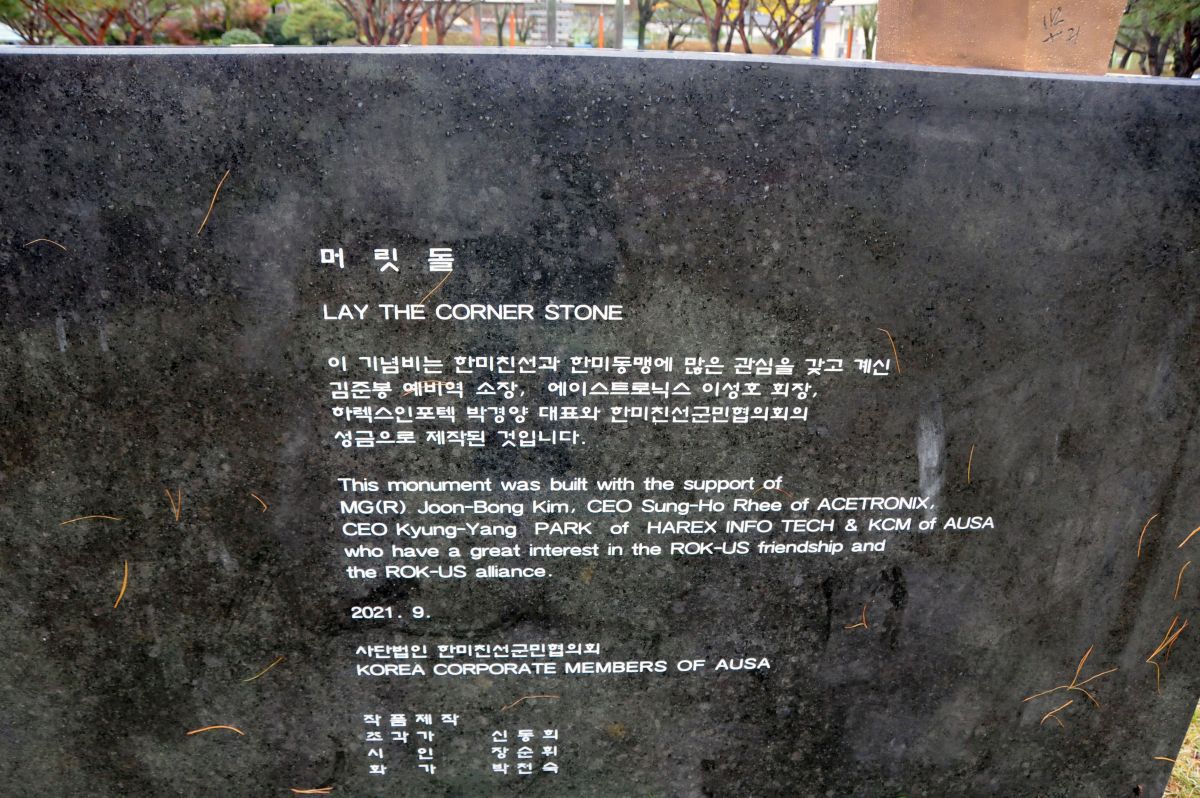 머릿돌
LAY THE CORNER STONE
이 기념비는 한미친선과 한미동맹에 많은 관심을 갖고 계신
김준봉 예비역 소장, 에이스트로닉스 이성호 회장,
하렉스인포텍 박경양 대표와 한미친선군민협의회의
성금으로 제작된 것입니다.
This monument was built with the support of
MG(R) Joon-Bong Kim, CEO Sung-Ho Rhee of ACETRONIX,
CEO Kyung-Yang PARK of HAREX INFO TECH & KCM of AUSA
who have a great interest in the ROK-US friendship and
the ROK-US alliance.
2021. 9.
사단법인 한미친선군민협의회
KOREA CORPORATE MEMBERS OF AUSA
작품제작
조각가 신동희
시인 장순휘
화가 박천숙